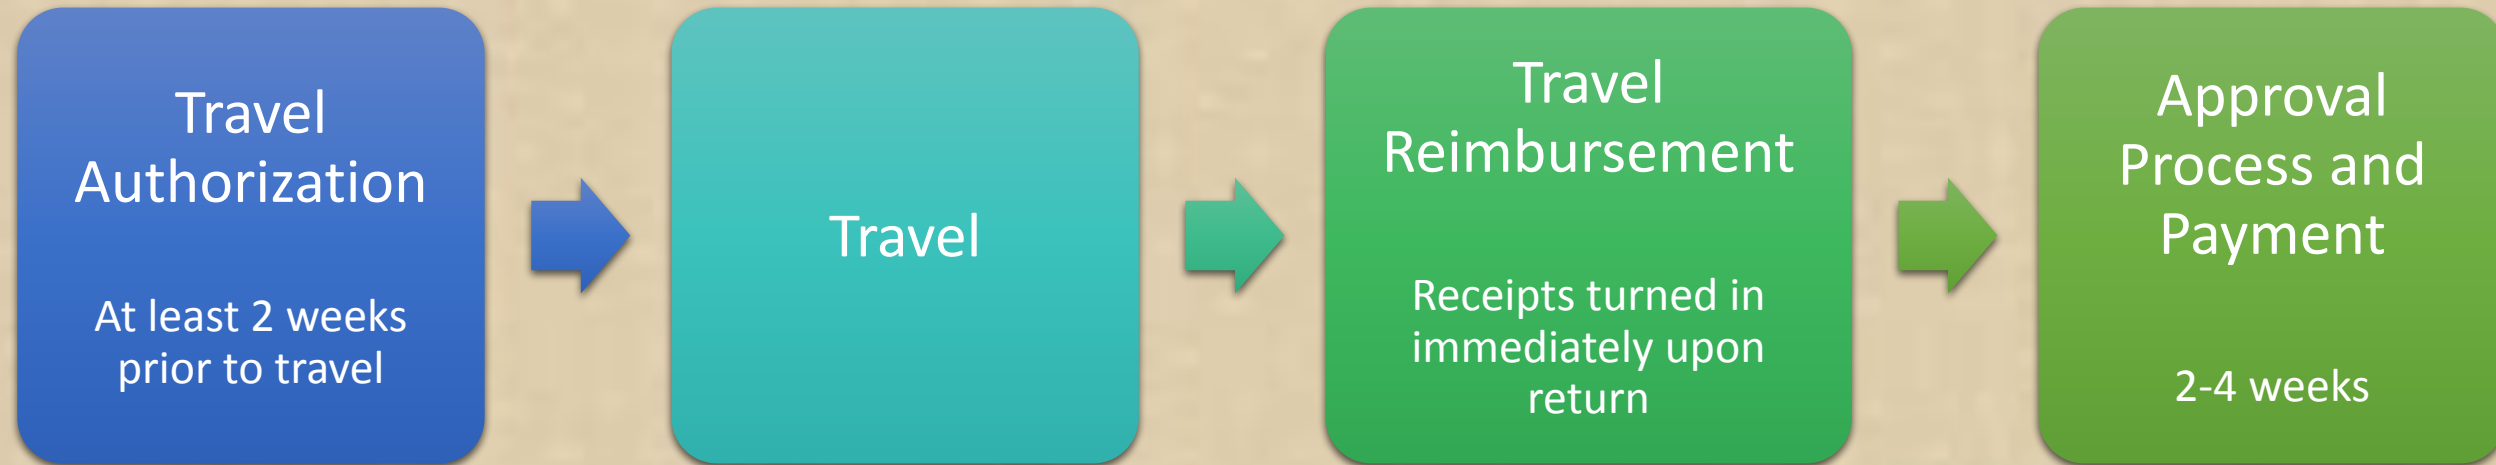 Travel
Authorization
At least 2 weeks
prior to travel
Travel
Travel
Reimbursement
Receipts turned in
immediately upon
return
Approval
Process and
Payment
2-4 weeks